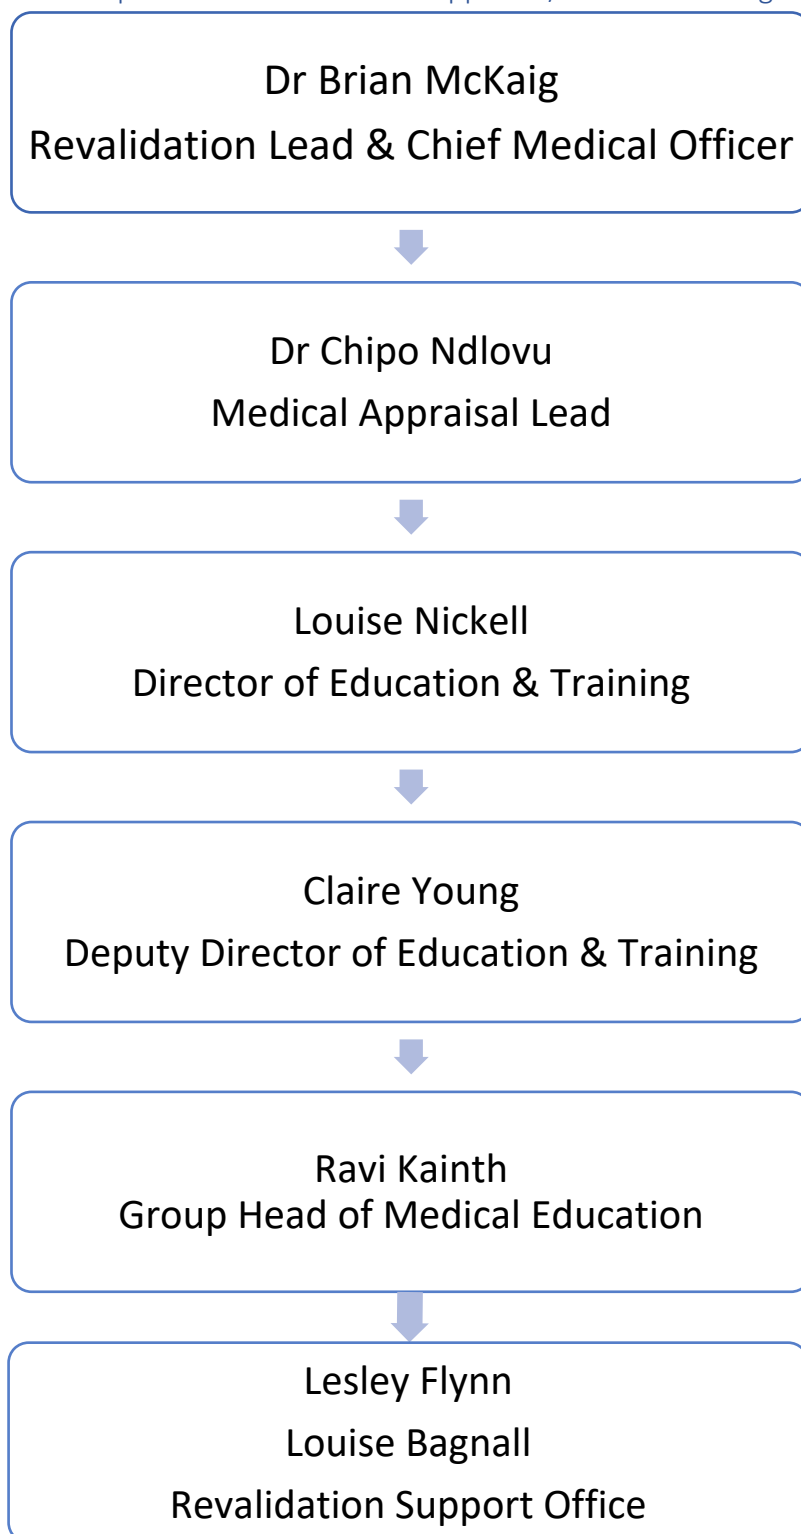 Dr Brian McKaig
Revalidation Lead & Chief Medical Officer
Dr Chipo Ndlovu
Medical Appraisal Lead
Louise Nickell
Director of Education & Training
Claire Young
Deputy Director of Education & Training
Ravi Kainth
Group Head of Medical Education
Lesley Flynn
Louise Bagnall
Revalidation Support Office